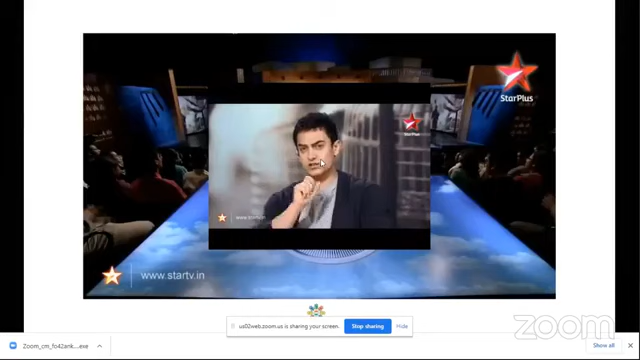 StarPlus
StarPlus
www.startv.in
www.startv.in
us02web.zoom.us is sharing your screen.
Stop sharing
Hide
zoom
Zoom_cm_fo42ank....exe
Show all